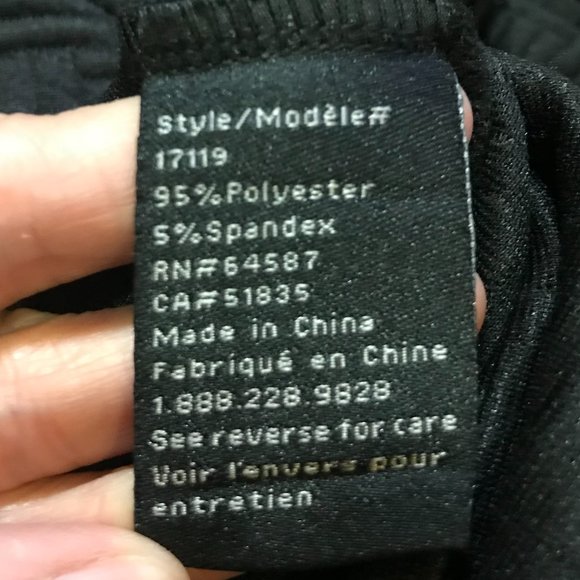 Style/Modèle#
17119
95%Polyester
5%Spandex
RN#64587
CA#51835
Made in China
Fabriqué en Chine
1.888.228.9828
See reverse for care
Voir l'envers pour
entretien